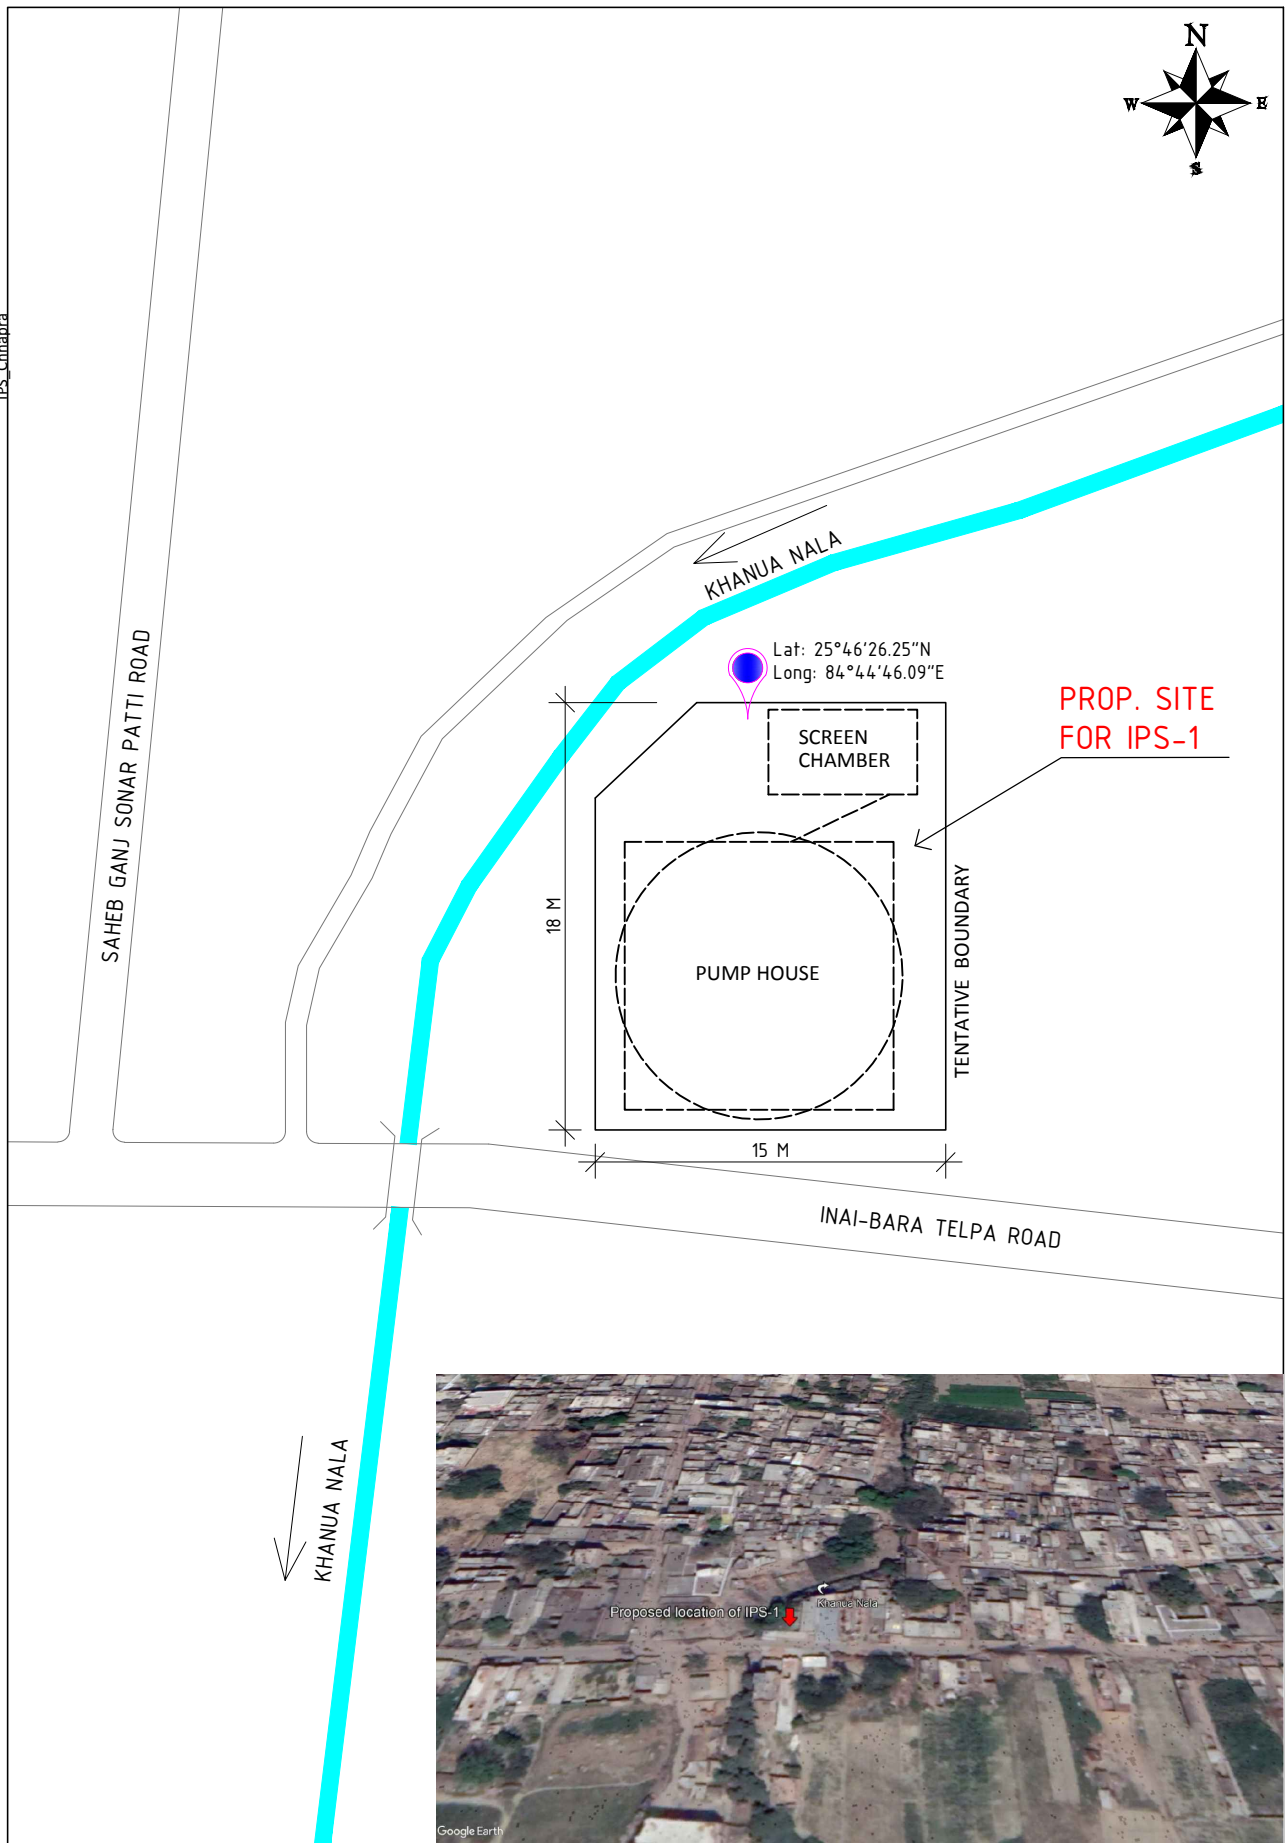 N
W
E
S
IPS_Chhapra
KHANUA NALA
Lat: 25°46'26.25"N
Long: 84°44'46.09"E
PROP. SITE
FOR IPS-1
SCREEN
CHAMBER
SAHEB GANJ SONAR PATTI ROAD
18 M
PUMP HOUSE
TENTATIVE BOUNDARY
15 M
INAI-BARA TELPA ROAD
KHANUA NALA
Proposed location of IPS-1
Khanua Nala
Google Earth